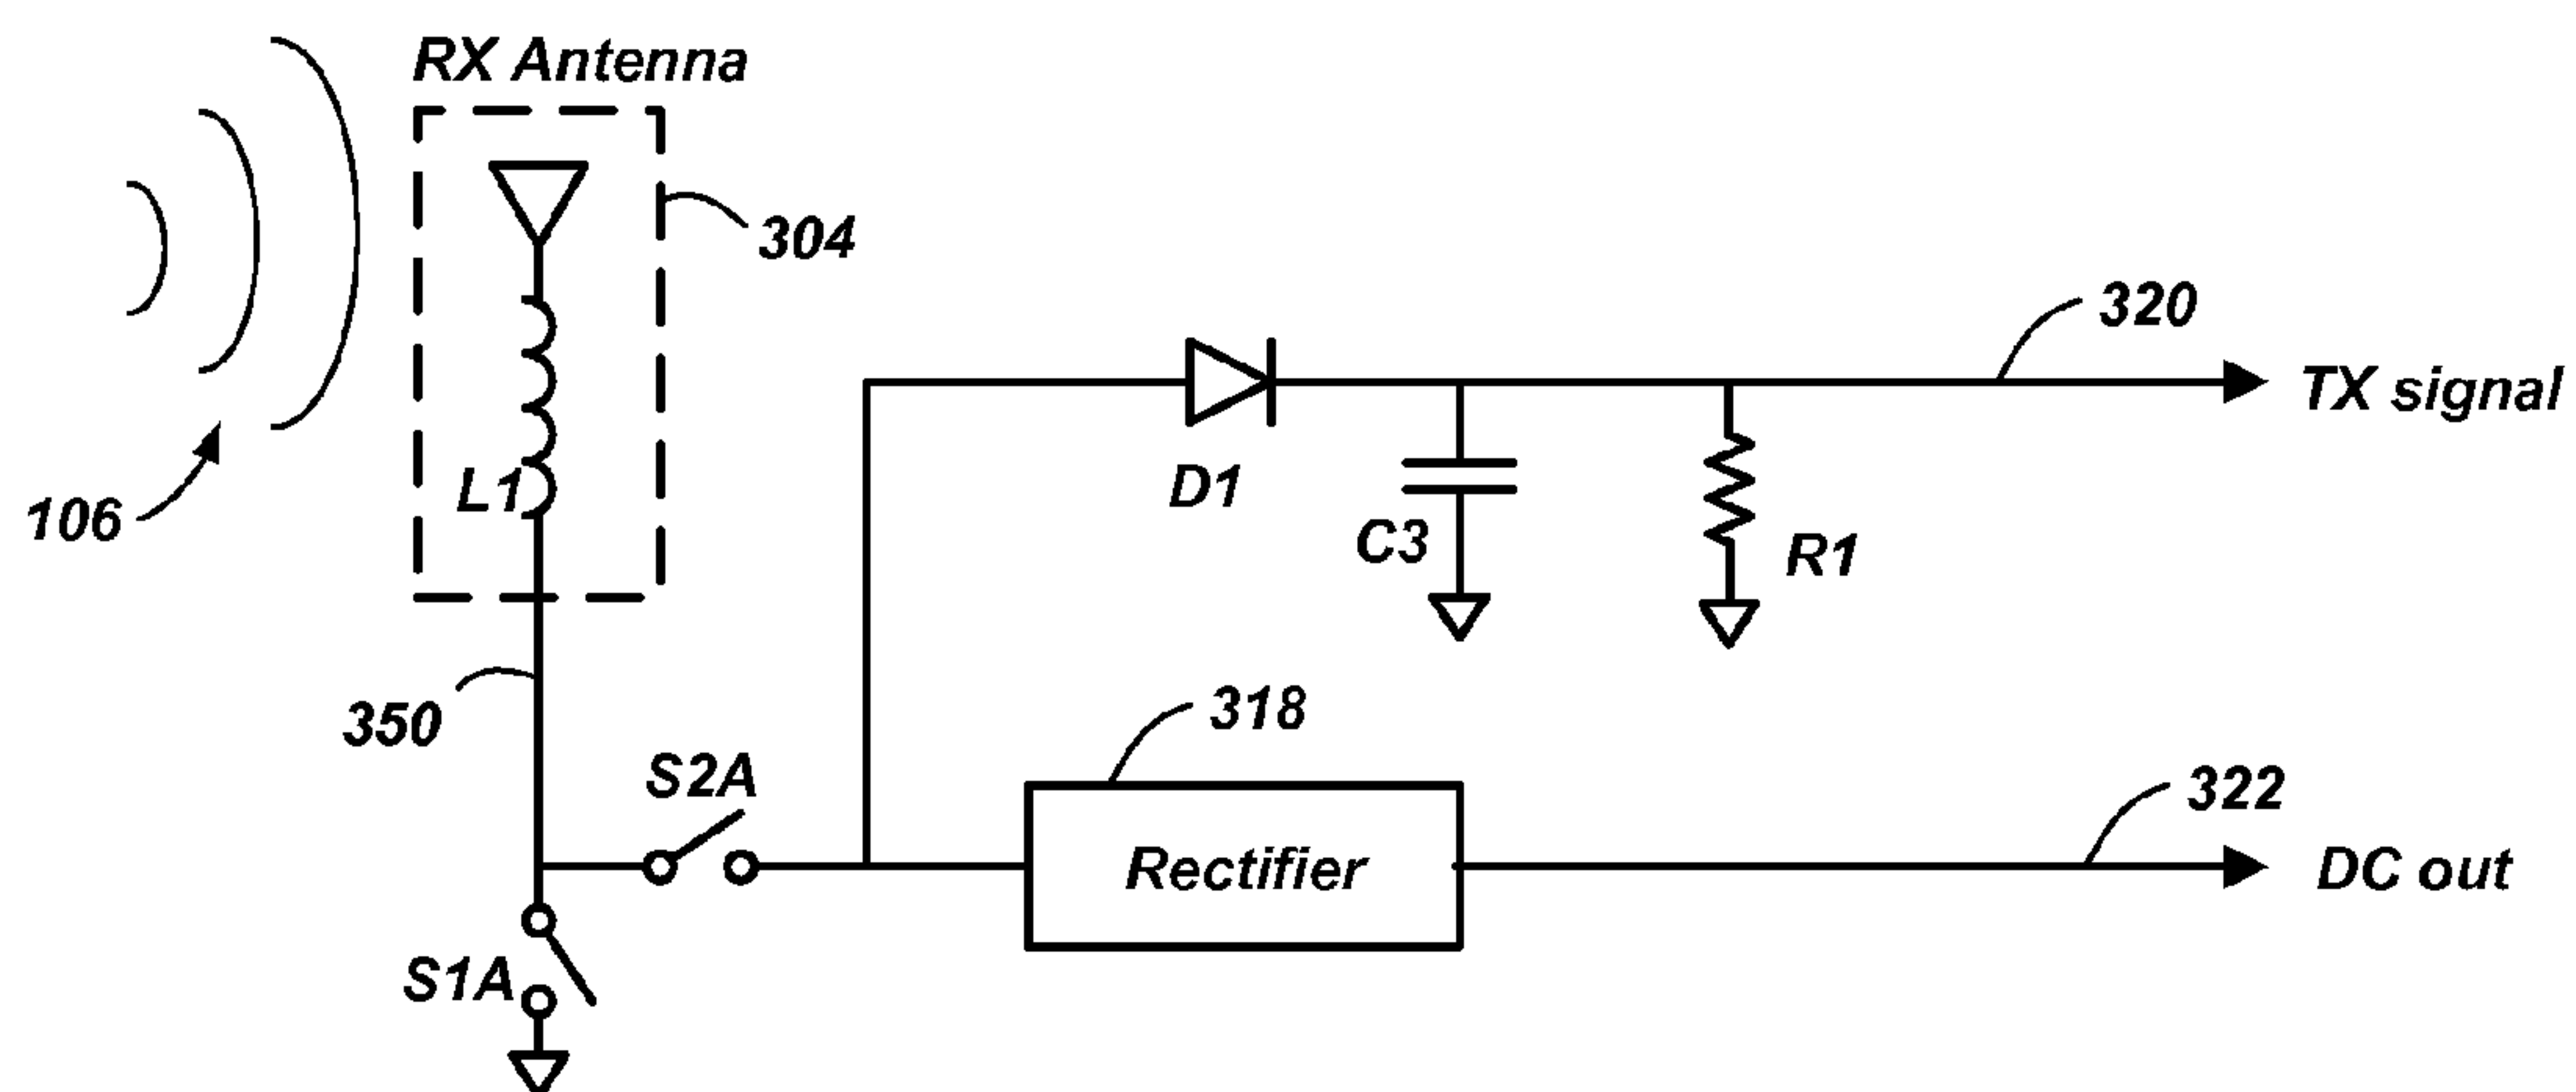 RX Antenna
304
320
TX signal
L1
D1
106
C3
R1
350
318
S2A
322
Rectifier
DC out
S1A